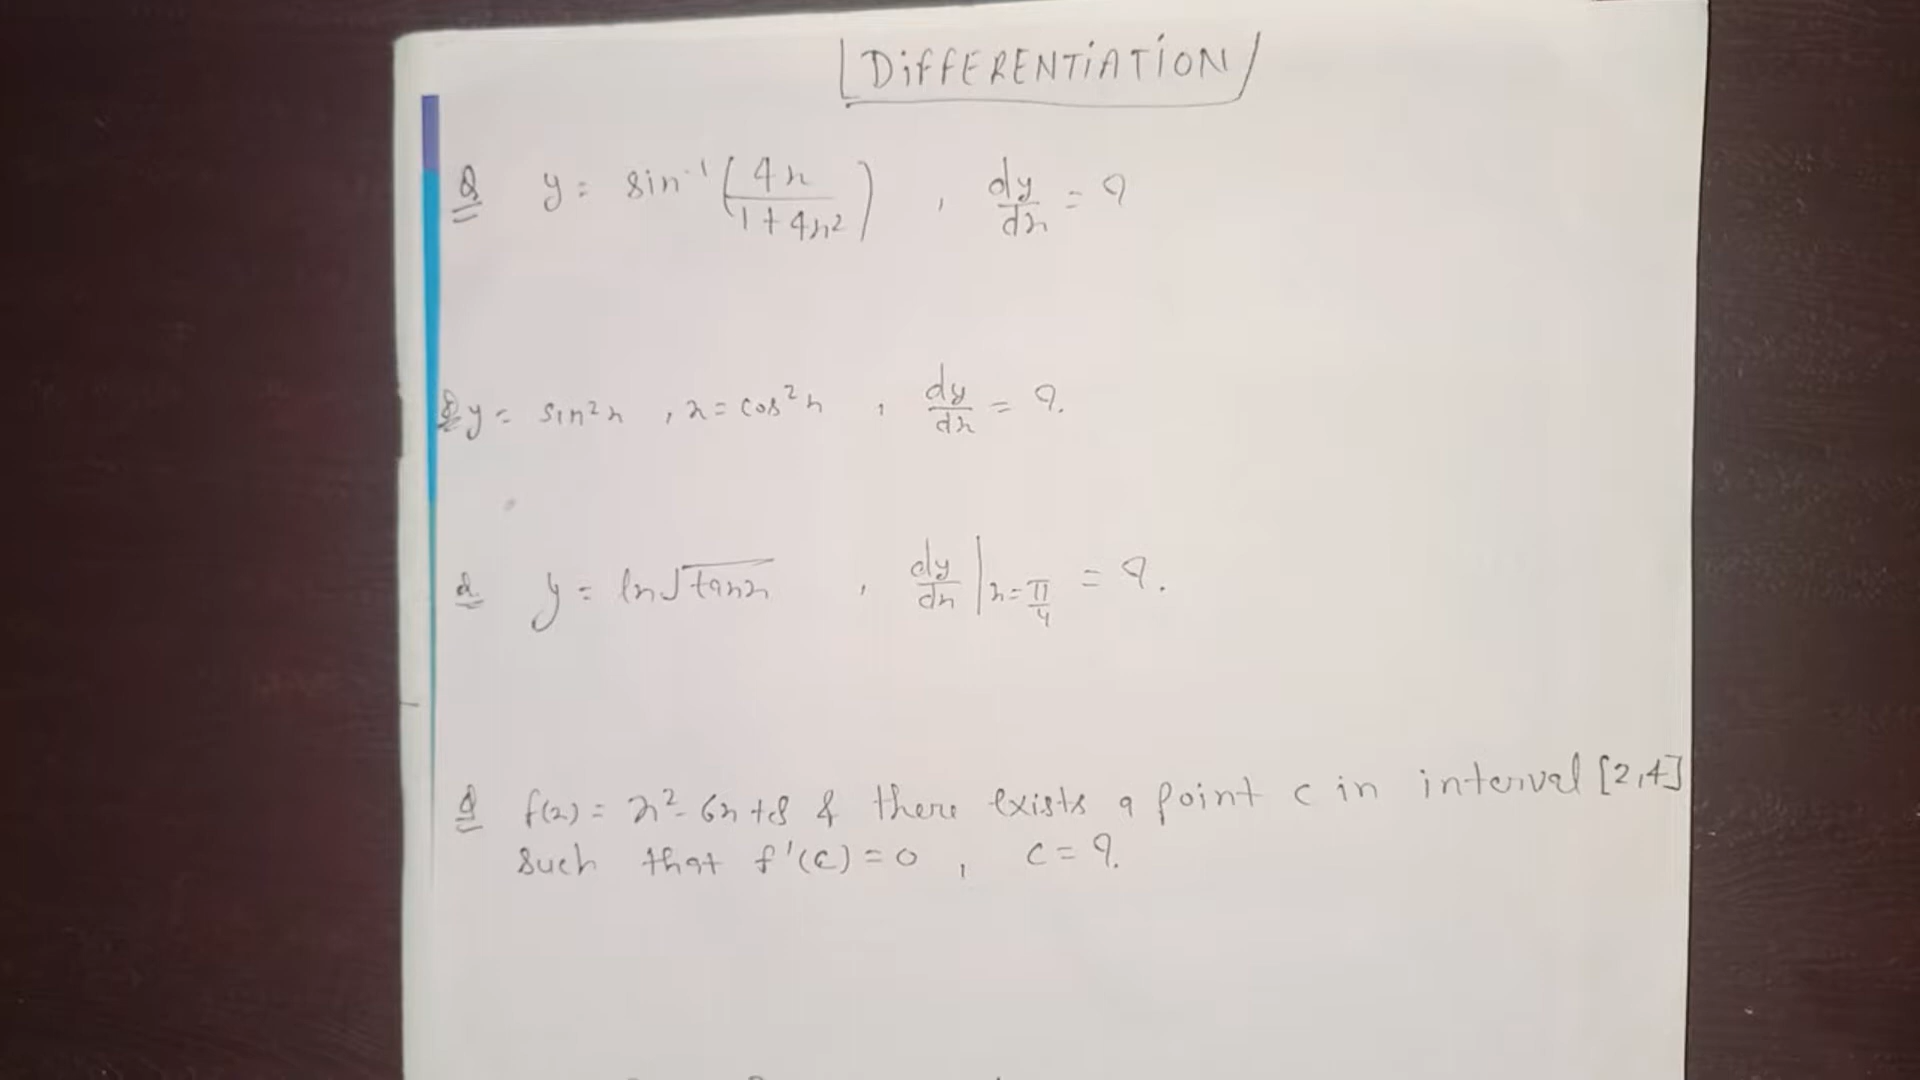 DIFFERENTIATION
Q y = sin⁻¹(4x/1+4x²) , dy/dx = ?
Q y = sin²x , x = cos²x , dy/dx = ?
Q. y = ln√tanx , dy/dx |x=π/4 = ?
Q f(2) = x² - 6x + 8 & there exists a point c in interval [2,4]
such that f'(c) = 0 , c = ?